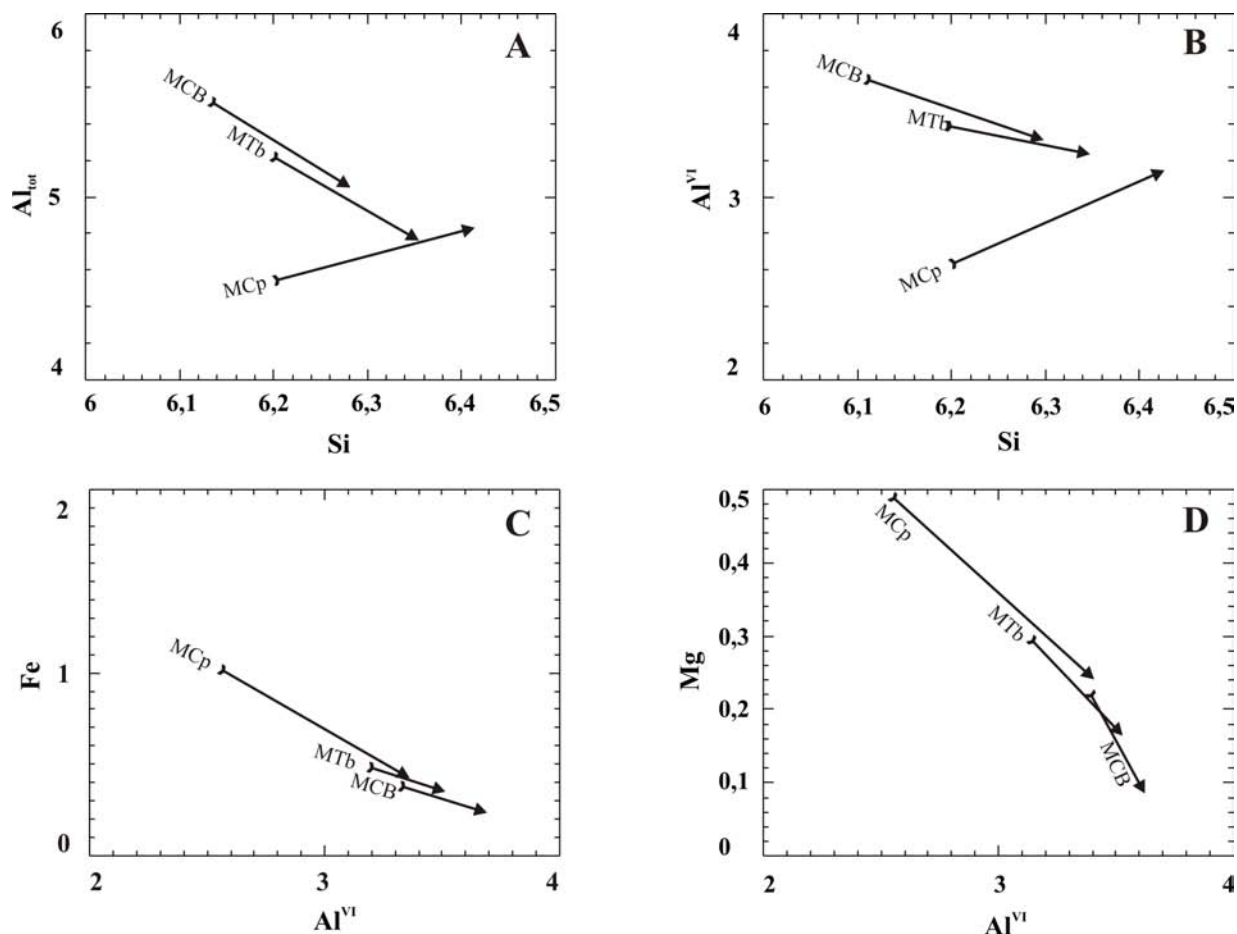 A
6
5
4
Al tot
MCB
MTb
MCp
6 6,1 6,2 6,3 6,4 6,5
Si
B
4
3
2
Al VI
MCB
MTb
MCp
6 6,1 6,2 6,3 6,4 6,5
Si
C
2
1
0
Fe
MCp
MTb
MCB
2 3 4
Al VI
D
0,5
0,4
0,3
0,2
0,1
0
Mg
MCp
MTb
MCB
2 3 4
Al VI